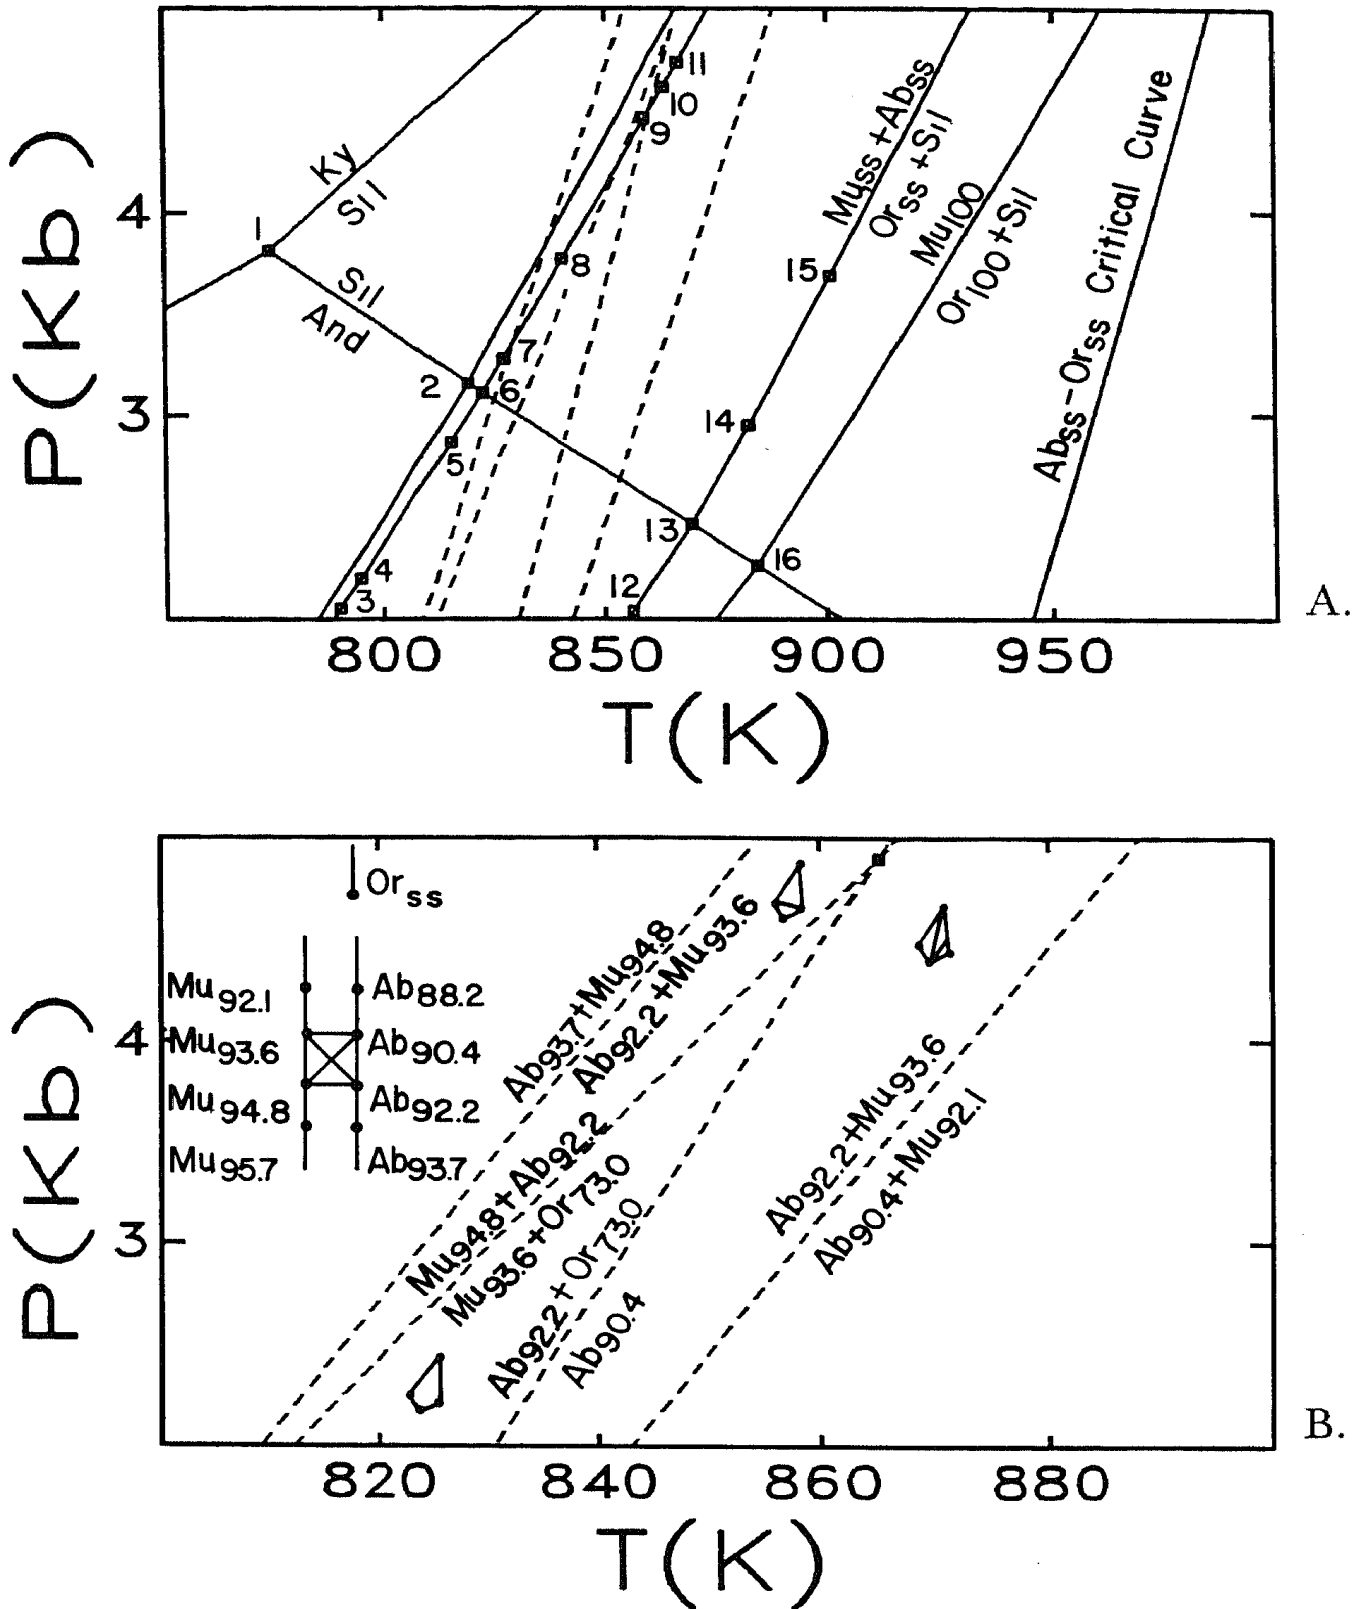 P(Kb)
4
3
Ky
Sil
Sil
And
1
2
3
4
5
6
7
8
9
10
11
12
13
14
15
16
Muss + Abss
Orss + Sil
Mu100
Or100 + Sil
Abss - Orss Critical Curve
800
850
900
950
T(K)
A.
P(Kb)
4
3
Orss
Mu92.1
Ab88.2
Mu93.6
Ab90.4
Mu94.8
Ab92.2
Mu95.7
Ab93.7
Ab93.7+Mu94.8
Ab92.2+Mu93.6
Mu94.8+Ab92.2
Mu93.6+Or73.0
Ab92.2+Or73.0
Ab90.4
Ab92.2+Mu93.6
Ab90.4+Mu92.1
820
840
860
880
T(K)
B.